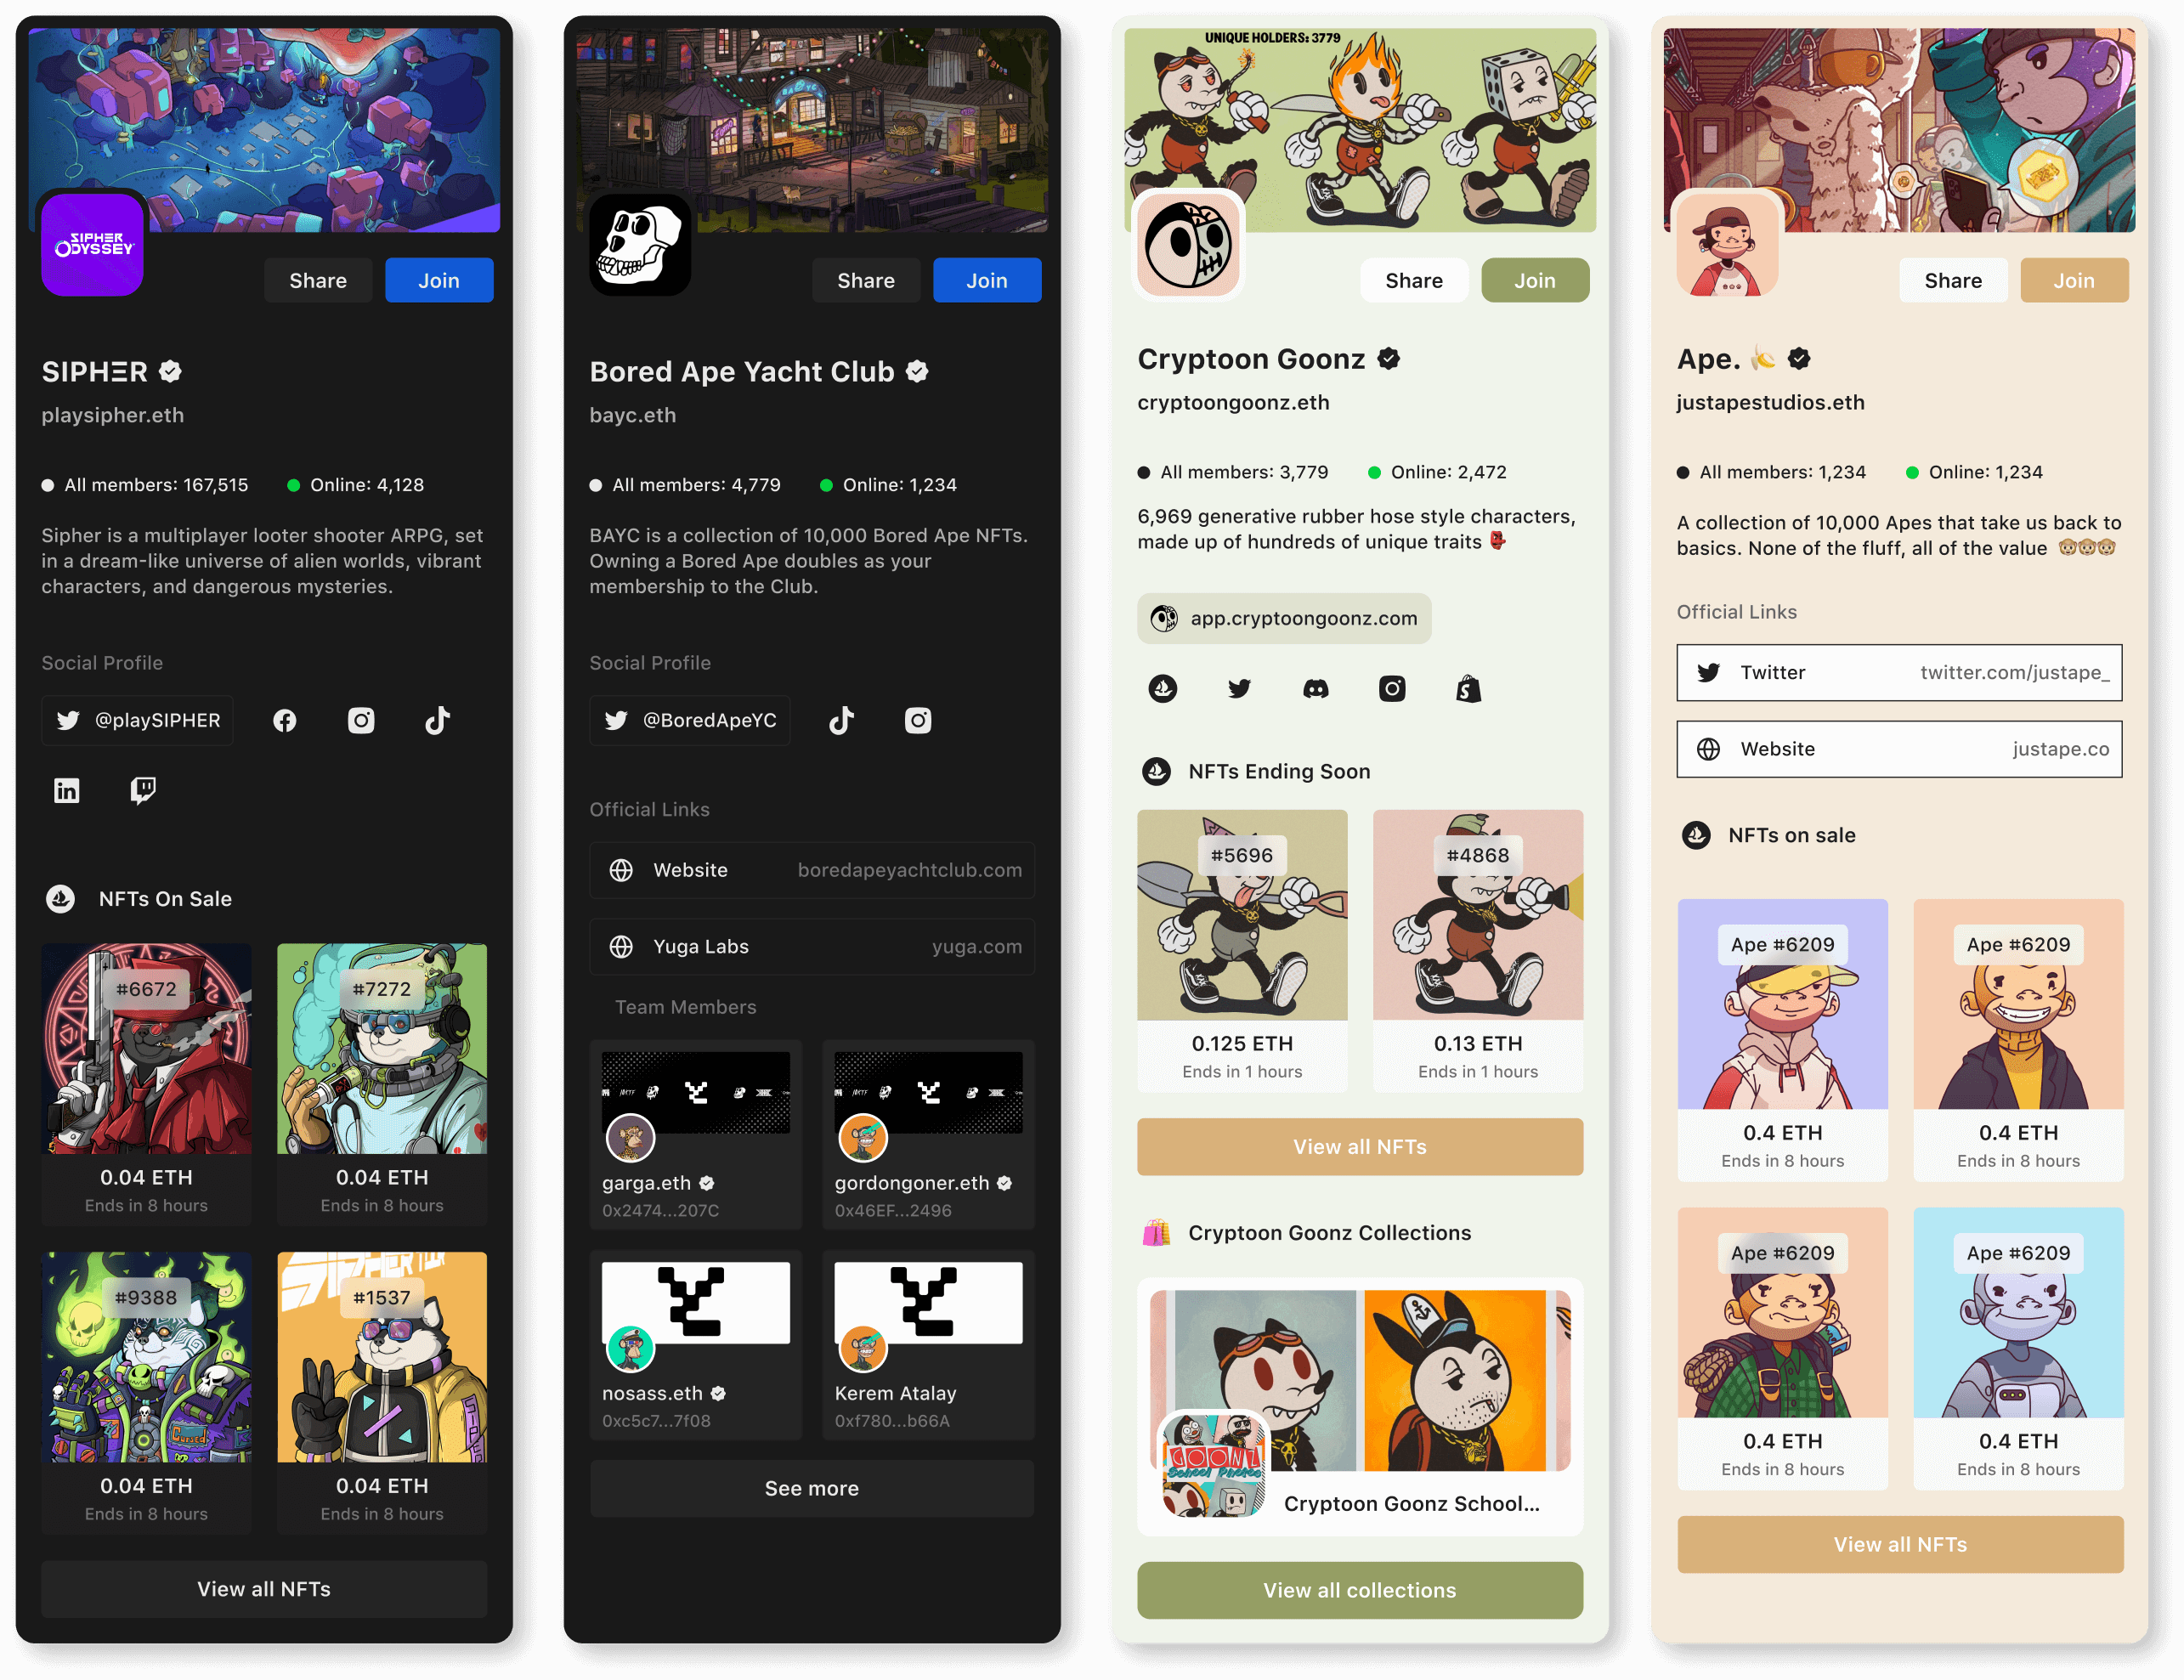 SIPHER
ODYSSEY
Share
Join
SIPHΞR
playsipher.eth
All members: 167,515
Online: 4,128
Sipher is a multiplayer looter shooter ARPG, set
in a dream-like universe of alien worlds, vibrant
characters, and dangerous mysteries.
Social Profile
@playSIPHER
NFTs On Sale
#6672
#7272
0.04 ETH
Ends in 8 hours
0.04 ETH
Ends in 8 hours
#9388
#1537
0.04 ETH
Ends in 8 hours
0.04 ETH
Ends in 8 hours
View all NFTs
BAYC
Share
Join
Bored Ape Yacht Club
bayc.eth
All members: 4,779
Online: 1,234
BAYC is a collection of 10,000 Bored Ape NFTs.
Owning a Bored Ape doubles as your
membership to the Club.
Social Profile
@BoredApeYC
Official Links
Website
boredapeyachtclub.com
Yuga Labs
yuga.com
Team Members
garga.eth
0x2474...207C
gordongoner.eth
0x46EF...2496
nosass.eth
0xc5c7...7f08
Kerem Atalay
0xf780...b66A
See more
UNIQUE HOLDERS: 3779
Share
Join
Cryptoon Goonz
cryptoongoonz.eth
All members: 3,779
Online: 2,472
6,969 generative rubber hose style characters,
made up of hundreds of unique traits 👺
app.cryptoongoonz.com
NFTs Ending Soon
#5696
#4868
0.125 ETH
Ends in 1 hours
0.13 ETH
Ends in 1 hours
View all NFTs
🛍️ Cryptoon Goonz Collections
GOONZ
School Photos
Cryptoon Goonz School...
View all collections
Share
Join
Ape. 🍌
justapestudios.eth
All members: 1,234
Online: 1,234
A collection of 10,000 Apes that take us back to
basics. None of the fluff, all of the value 🐵🐵🐵
Official Links
Twitter
twitter.com/justape_
Website
justape.co
NFTs on sale
Ape #6209
Ape #6209
0.4 ETH
Ends in 8 hours
0.4 ETH
Ends in 8 hours
Ape #6209
Ape #6209
0.4 ETH
Ends in 8 hours
0.4 ETH
Ends in 8 hours
View all NFTs